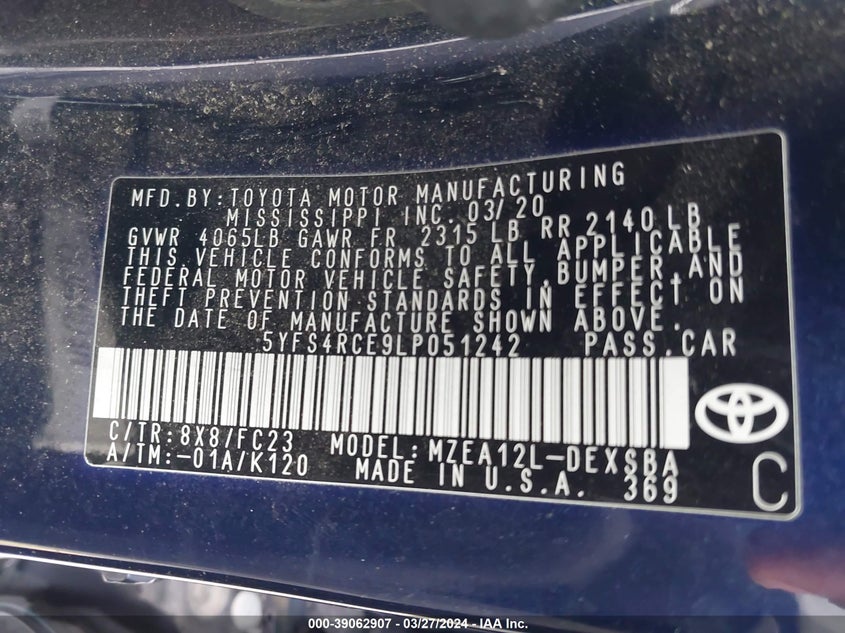 MFD.BY:TOYOTA MOTOR MANUFACTURING
MISSISSIPPI INC. 03/20
GVWR 4065LB GAWR FR 2315 LB RR 2140 LB
THIS VEHICLE CONFORMS TO ALL APPLICABLE
FEDERAL MOTOR VEHICLE SAFETY,BUMPER,AND
THEFT PREVENTION STANDARDS IN EFFECT ON
THE DATE OF MANUFACTURE SHOWN ABOVE.
5YFS4RCE9LP051242 PASS.CAR
C/TR:8X8/FC23 MODEL:MZEA12L-DEXSBA
A/TM:-01A/K120 MADE IN U.S.A. 369
C
000-39062907 - 03/27/2024 - IAA Inc.